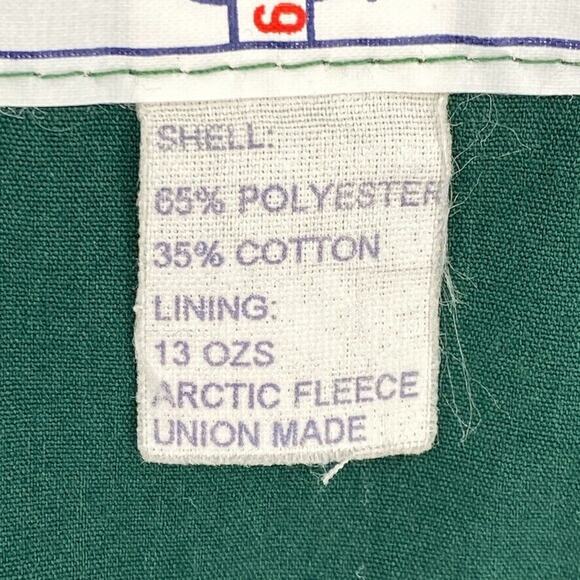 SHELL:
65% POLYESTER
35% COTTON
LINING:
13 OZS
ARCTIC FLEECE
UNION MADE